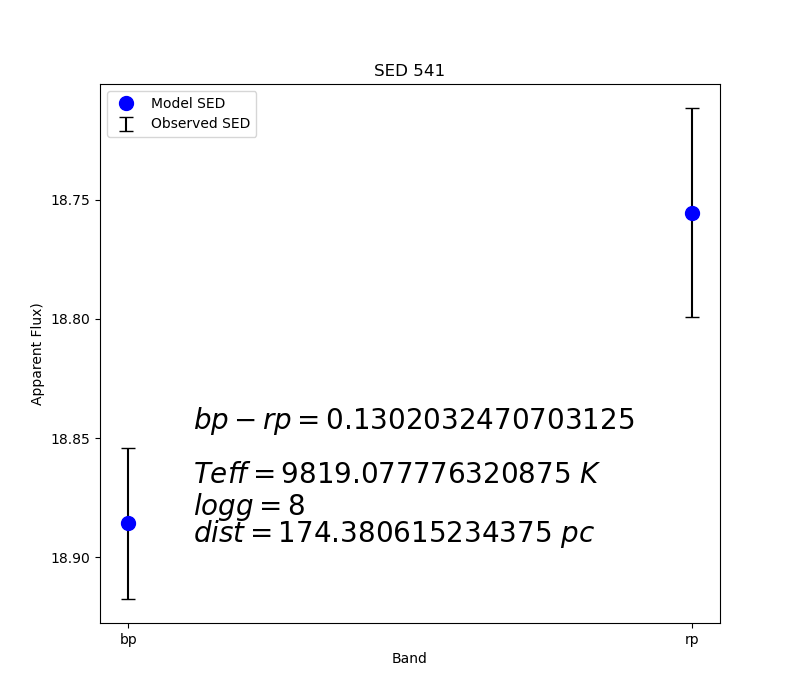 SED 541
Model SED
Observed SED
18.75
18.80
18.85
18.90
Apparent Flux)
bp − rp = 0.1302032470703125
Teff = 9819.077776320875 K
logg = 8
dist = 174.380615234375 pc
bp
rp
Band